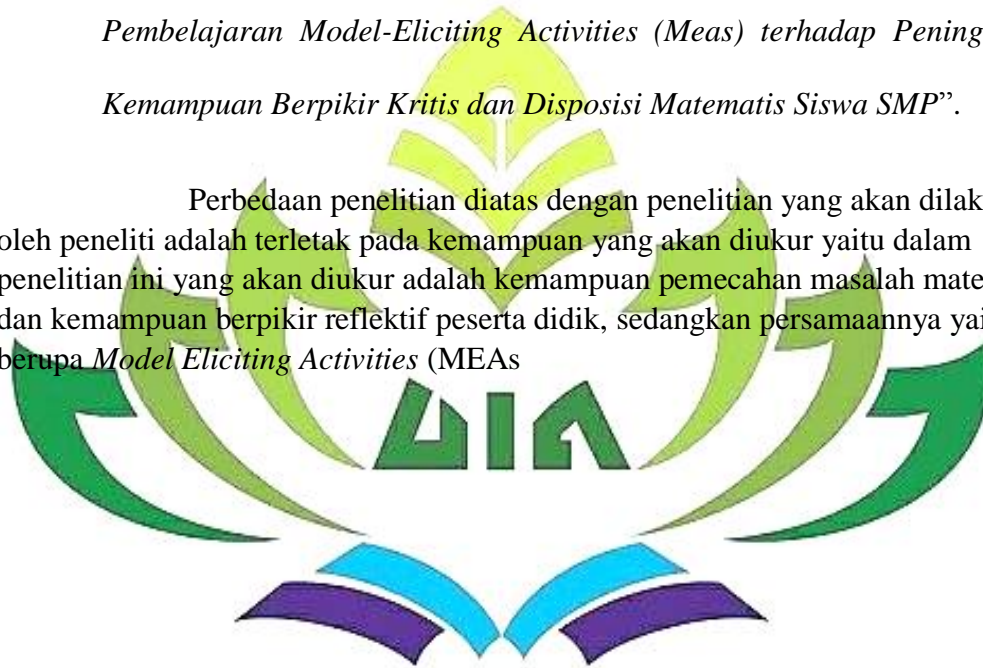 Pembelajaran Model-Eliciting Activities (Meas) terhadap Pening
Kemampuan Berpikir Kritis dan Disposisi Matematis Siswa SMP”.
Perbedaan penelitian diatas dengan penelitian yang akan dilak
oleh peneliti adalah terletak pada kemampuan yang akan diukur yaitu dalam
penelitian ini yang akan diukur adalah kemampuan pemecahan masalah mate
dan kemampuan berpikir reflektif peserta didik, sedangkan persamaannya yai
berupa Model Eliciting Activities (MEAs
UIN